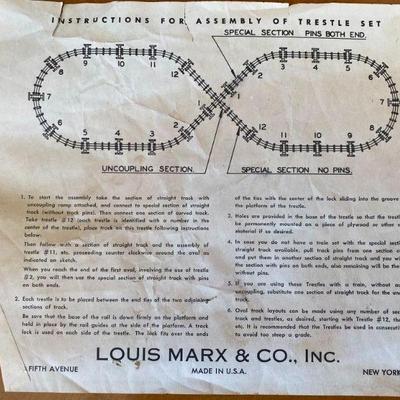 INSTRUCTIONS FOR ASSEMBLY OF TRESTLE SET
SPECIAL SECTION PINS BOTH END.
9 10 11
8 12
7
6 1
5 4 3 2
1
2 3 4 5
6
7
12 8
11 10 9
UNCOUPLING SECTION.
SPECIAL SECTION NO PINS.
1. To start the assembly take the section of straight track with
uncoupling ramp attached, and connect to special section of straight
track (without track pins). Then connect one section of curved track.
Take trestle #12 (each trestle is identified with a number in the
center of the trestle), place track on this trestle following instructions
below.
Then follow with a section of straight track and the assembly of
trestle #11, etc, proceeding counter clockwise around the oval as
indicated on sketch.
When you reach the end of the first oval, involving the use of trestle
#2, you will then use the special section of straight track with pins
on both ends.
2. Each trestle is to be placed between the end ties of the two adjoining
sections of track.
Be sure that the base of the rail is down firmly on the platform and
held in place by the rail guides at the side of the platform. A track
lock is used on each side of the trestle. The lock fits over the ends
of the ties with the center of the lock sliding into the groove
the platform of the trestle.
3. Holes are provided in the base of the trestle so that the trestle
be permanently mounted on a piece of plywood or other s
material if so desired.
4. In case you do not have a train set with the special secti
straight track available, pull track pins from one section o
and put them in another section of straight track and you wi
the section with pins on both ends, also remaining will be the
without pins.
5. If you are using these Trestles with a train, without au
uncoupling, substitute one section of straight track for the un
track.
6. Oval track layouts can be made using any number of sec
track and trestles, as desired, starting with Trestle #12, the
etc. It is recommended that the Trestles be used in consecuti
to avoid too steep a grade.
LOUIS MARX & CO., INC.
FIFTH AVENUE
MADE IN U.S.A.
NEW YORK